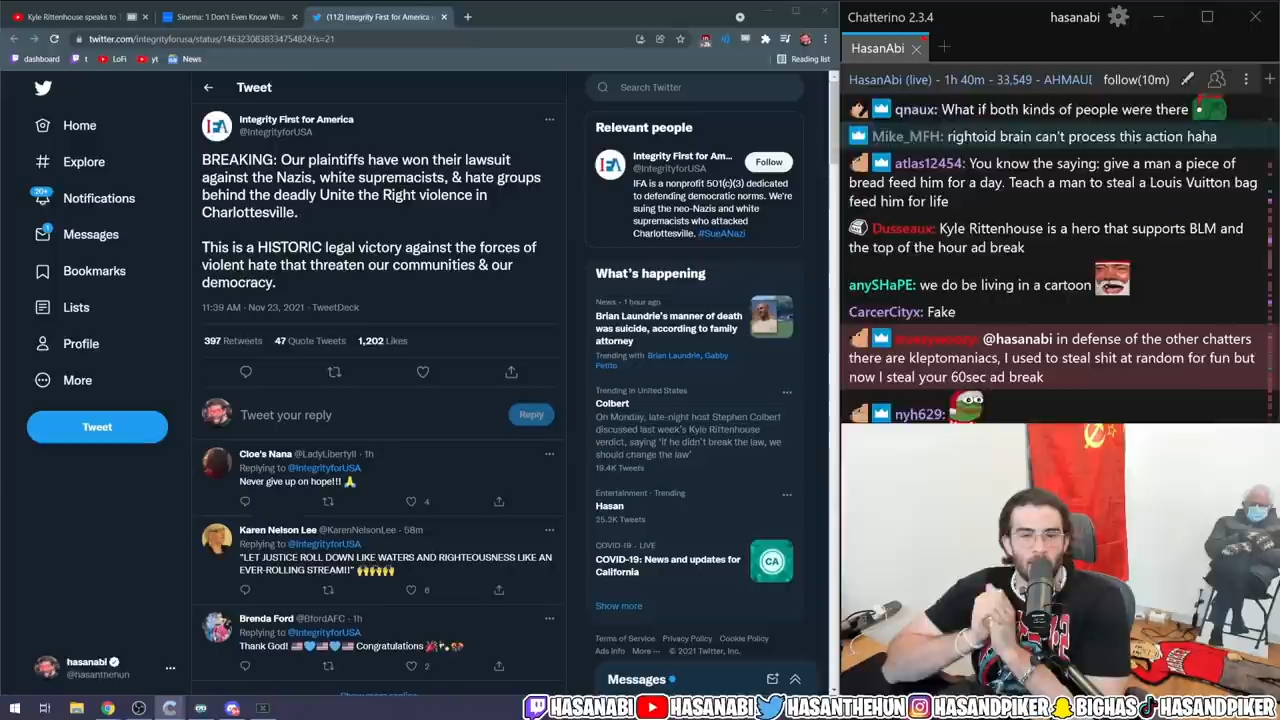 Kyle Rittenhouse speaks to
Sinema: 'I Don't Even Know Wha
(112) Integrity First for America
twitter.com/integrityforusa/status/1463230838334754824?s=21
dashboard
t
LoFi
yt
News
Reading list
Home
Explore
20+
Notifications
1
Messages
Bookmarks
Lists
Profile
More
Tweet
hasanabi
@hasanthehun
Tweet
IFA
Integrity First for America
@IntegrityforUSA
BREAKING: Our plaintiffs have won their lawsuit
against the Nazis, white supremacists, & hate groups
behind the deadly Unite the Right violence in
Charlottesville.
This is a HISTORIC legal victory against the forces of
violent hate that threaten our communities & our
democracy.
11:39 AM · Nov 23, 2021 · TweetDeck
397 Retweets 47 Quote Tweets 1,202 Likes
Tweet your reply
Reply
Cloe's Nana @LadyLibertyII · 1h
Replying to @IntegrityforUSA
Never give up on hope!!! 🙏
4
Karen Nelson Lee @KarenNelsonLee · 58m
Replying to @IntegrityforUSA
"LET JUSTICE ROLL DOWN LIKE WATERS AND RIGHTEOUSNESS LIKE AN
EVER-ROLLING STREAM!!" 🙌🙌🙌
6
Brenda Ford @BfordAFC · 1h
Replying to @IntegrityforUSA
Thank God! 🇺🇸💙🇺🇸💙🇺🇸 Congratulations
2
Search Twitter
Relevant people
IFA
Integrity First for Am...
@IntegrityforUSA
Follow
IFA is a nonprofit 501(c)(3) dedicated
to defending democratic norms. We're
suing the neo-Nazis and white
supremacists who attacked
Charlottesville. #SueANazi
What's happening
News · 1 hour ago
Brian Laundrie's manner of death
was suicide, according to family
attorney
Trending with Brian Laundrie, Gabby
Petito
Trending in United States
Colbert
On Monday, late-night host Stephen Colbert
discussed last week's Kyle Rittenhouse
verdict, saying 'if he didn't break the law, we
should change the law'
19.4K Tweets
Entertainment · Trending
Hasan
25.2K Tweets
COVID-19 · LIVE
COVID-19: News and updates for
California
CA
Show more
Terms of Service Privacy Policy Cookie Policy
Ads Info More ··· © 2021 Twitter, Inc.
Messages
Chatterino 2.3.4
hasanabi
HasanAbi
HasanAbi (live) - 1h 40m - 33,549 - AHMAUD
follow(10m)
qnaux: What if both kinds of people were there
Mike_MFH: rightoid brain can't process this action haha
atlas12454: You know the saying: give a man a piece of
bread feed him for a day. Teach a man to steal a Louis Vuitton bag
feed him for life
Dusseaux: Kyle Rittenhouse is a hero that supports BLM and
the top of the hour ad break
anySHaPE: we do be living in a cartoon
CarcerCityx: Fake
@hasanabi in defense of the other chatters
there are kleptomaniacs, I used to steal shit at random for fun but
now I steal your 60sec ad break
nyh629:
HASANABI
HASANABI
HASANTHEHUN
HASANDPIKER
BIGHAS
HASANDPIKER